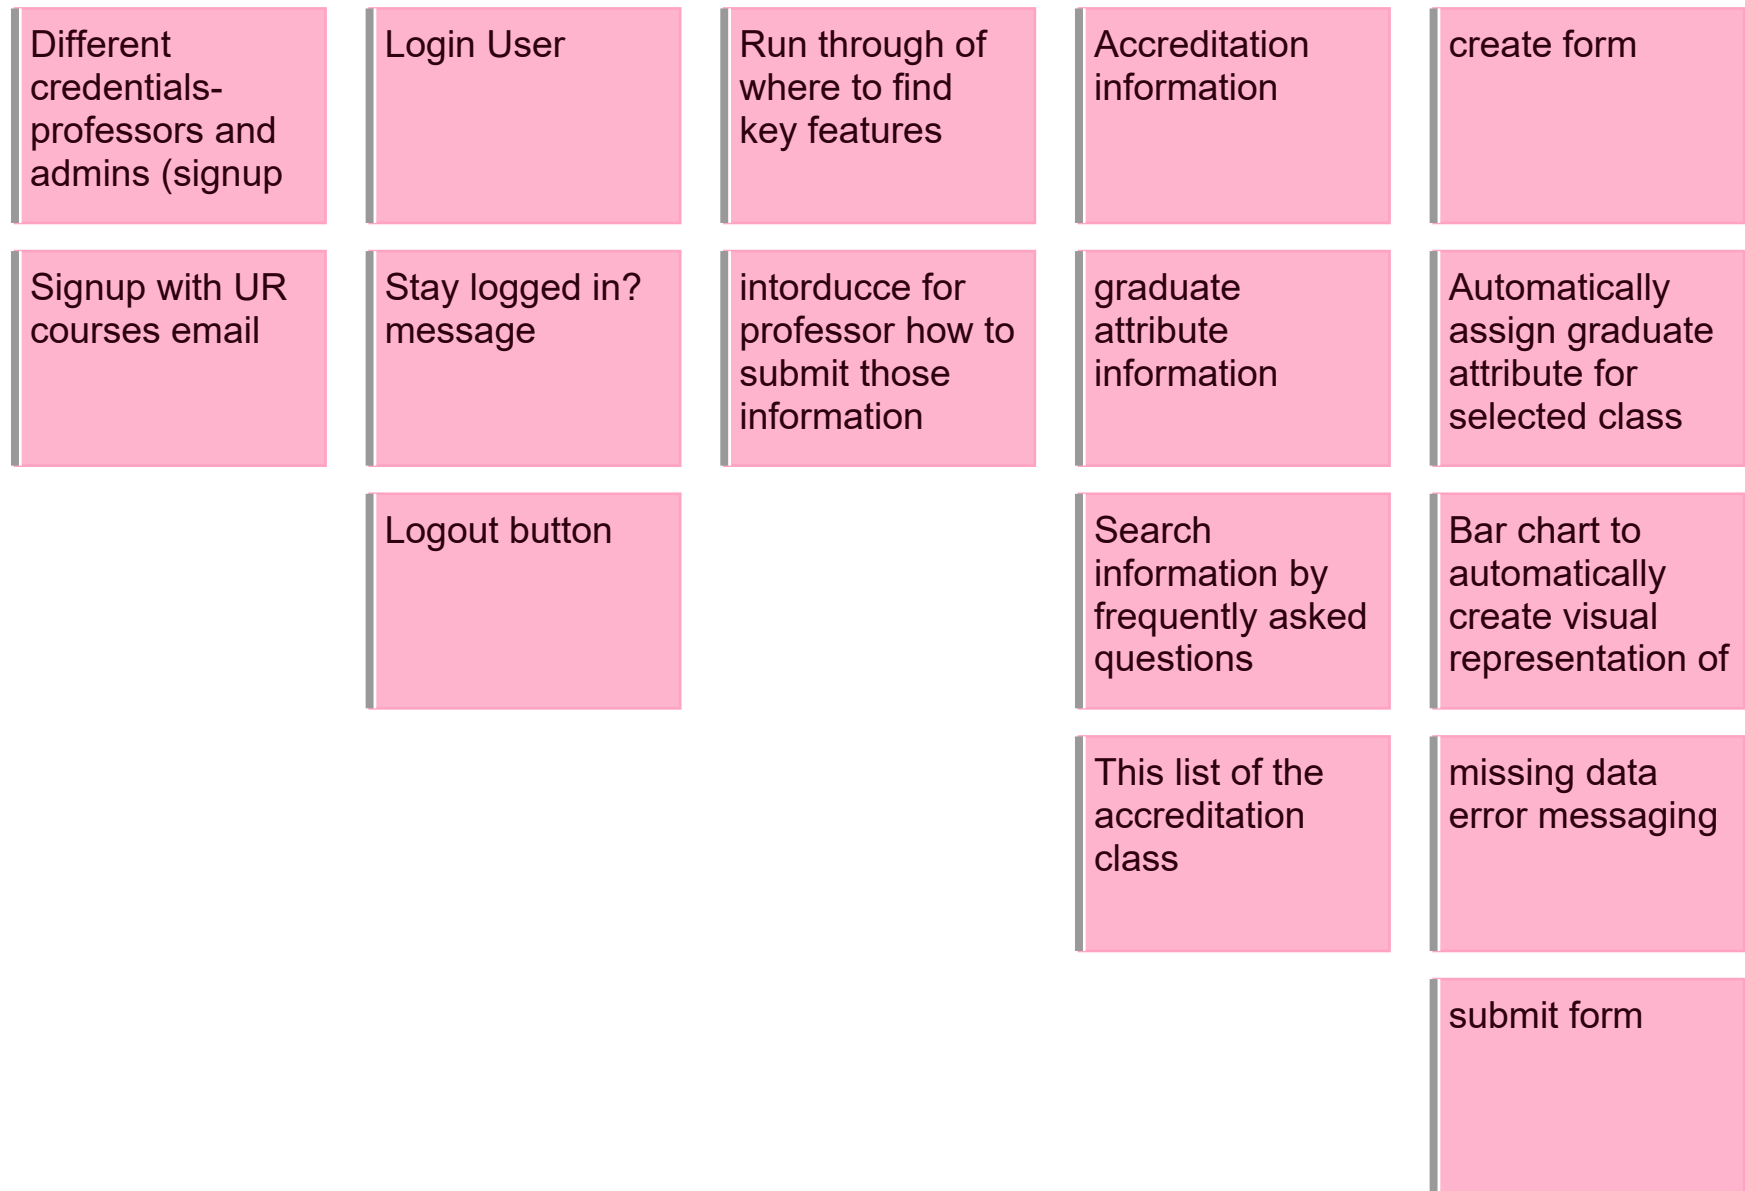 Different
credentials-
professors and
admins (signup
Login User
Run through of
where to find
key features
Accreditation
information
create form
Signup with UR
courses email
Stay logged in?
message
intorducce for
professor how to
submit those
information
graduate
attribute
information
Automatically
assign graduate
attribute for
selected class
Logout button
Search
information by
frequently asked
questions
Bar chart to
automatically
create visual
representation of
This list of the
accreditation
class
missing data
error messaging
submit form